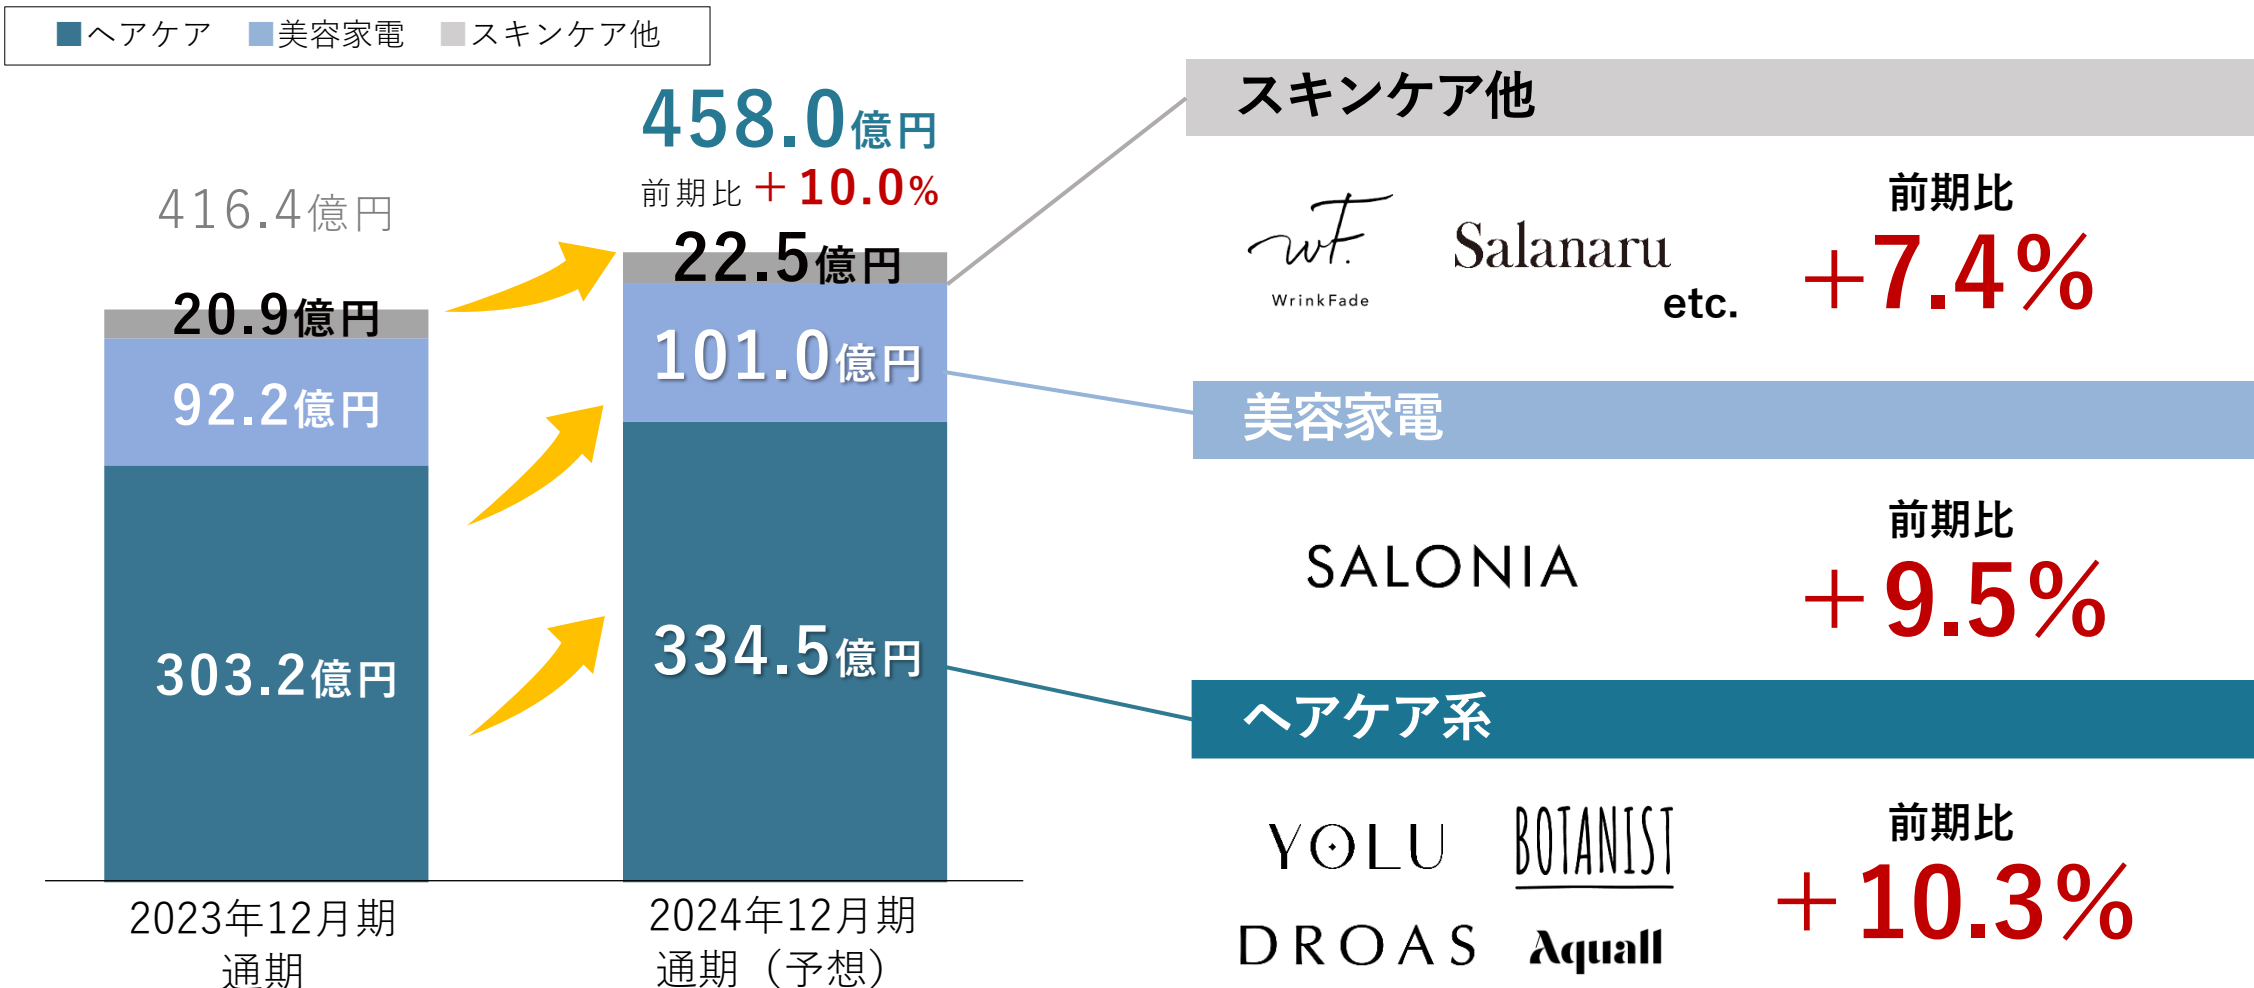 ヘアケア 美容家電 スキンケア他
416.4億円
20.9億円
92.2億円
303.2億円
2023年12月期
通期
458.0億円
前期比 +10.0%
22.5億円
101.0億円
334.5億円
2024年12月期
通期（予想）
スキンケア他
wF.
WrinkFade
Salanaru
etc.
前期比
+7.4%
美容家電
SALONIA
前期比
+9.5%
ヘアケア系
YOLU
BOTANIST
DROAS
Aquall
前期比
+10.3%